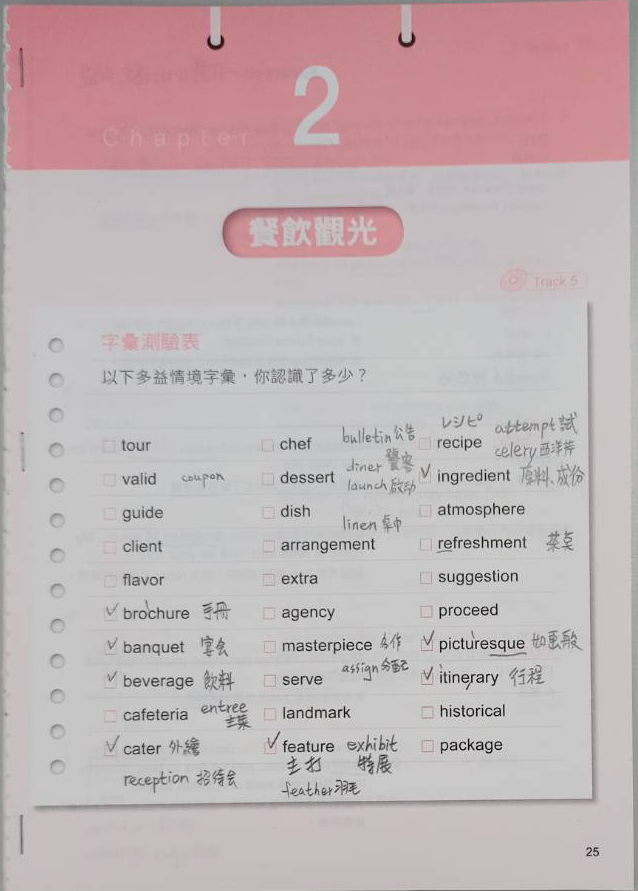 Chapter 2
餐飲觀光
Track 5
字彙測驗表
以下多益情境字彙，你認識了多少？
tour
valid coupon
guide
client
flavor
brochure 手冊
banquet 宴会
beverage 飲料
cafeteria entree 主菜
cater 外燴
reception 招待会
chef bulletin 公告
diner 饕客
dessert launch 啟动
dish
linen 桌巾
arrangement
extra
agency
masterpiece 名作
serve assign 分配
landmark
feature exhibit
主打 特展
feather 羽毛
レシピ attempt 試
recipe celery 西洋芹
ingredient 原料、成份
atmosphere
refreshment 茶点
suggestion
proceed
picturesque 如画般
itinerary 行程
historical
package
25